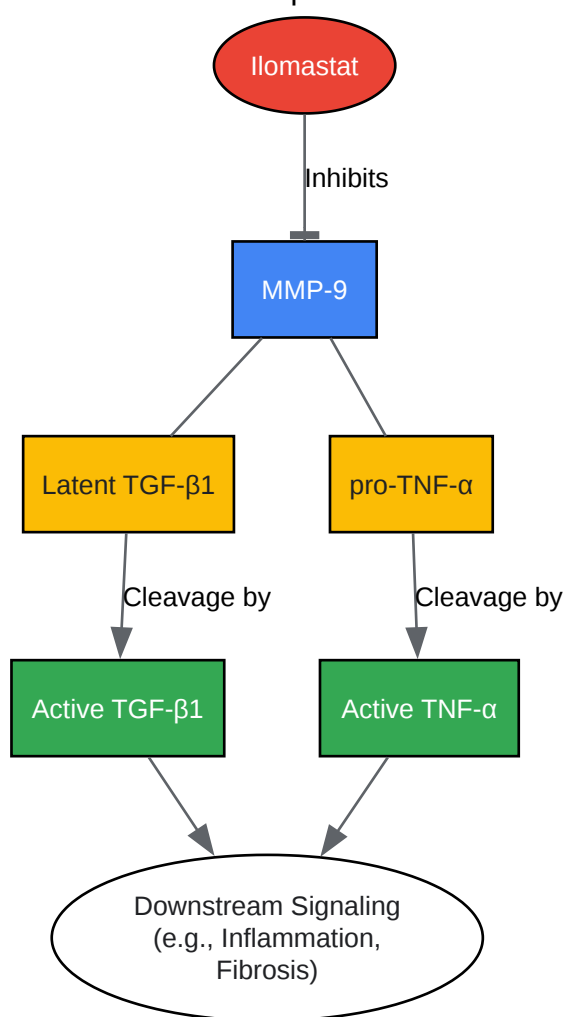 Ilomastat
Inhibits
MMP-9
Latent TGF-β1
pro-TNF-α
Cleavage by
Cleavage by
Active TGF-β1
Active TNF-α
Downstream Signaling
(e.g., Inflammation,
Fibrosis)